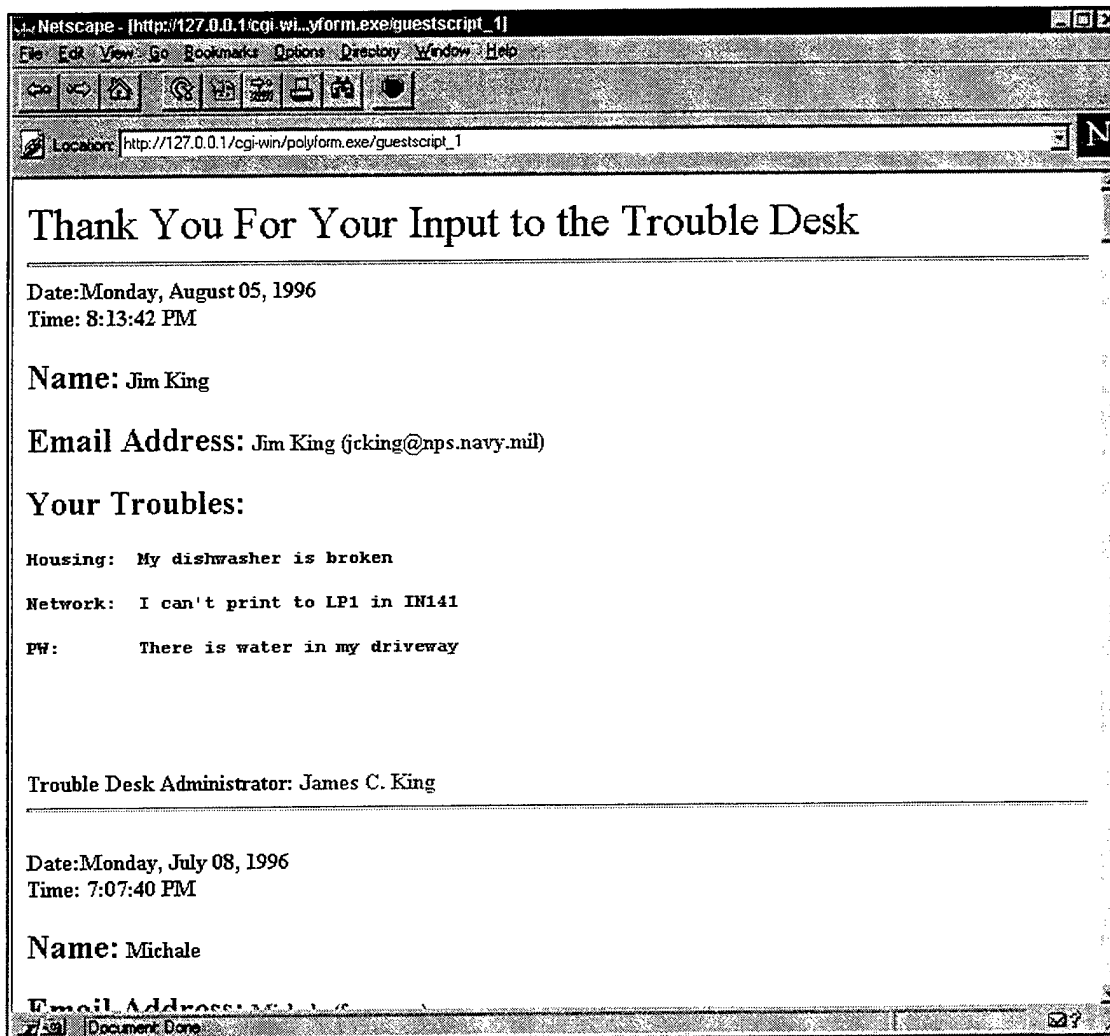 Netscape - [http://127.0.0.1/cgi-wi...yform.exe/guestscript_1]
File Edit View Go Bookmarks Options Directory Window Help
Location: http://127.0.0.1/cgi-win/polyform.exe/guestscript_1
N
Thank You For Your Input to the Trouble Desk
Date:Monday, August 05, 1996
Time: 8:13:42 PM
Name: Jim King
Email Address: Jim King (jcking@nps.navy.mil)
Your Troubles:
Housing: My dishwasher is broken
Network: I can't print to LP1 in IN141
PW: There is water in my driveway
Trouble Desk Administrator: James C. King
Date:Monday, July 08, 1996
Time: 7:07:40 PM
Name: Michale
Email Address:
Document: Done